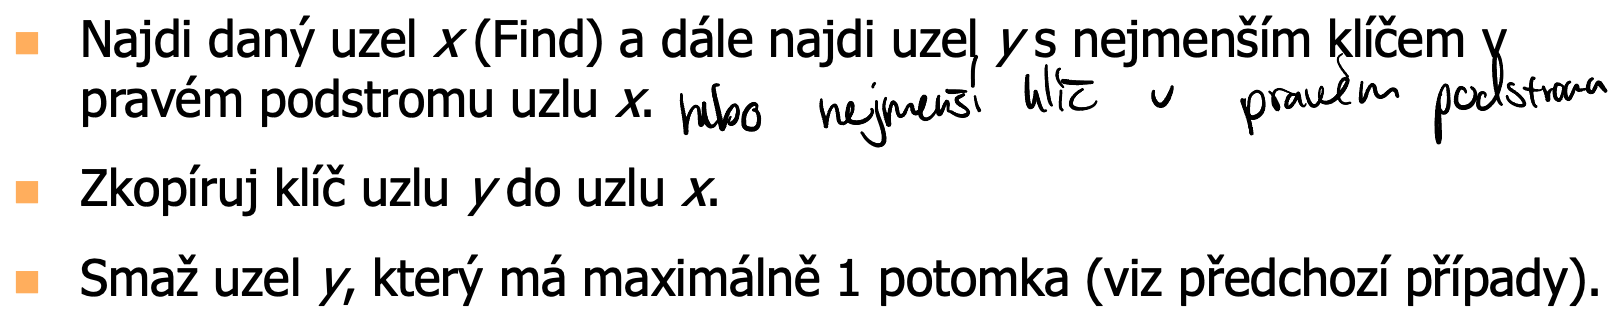 Najdi daný uzel x (Find) a dále najdi uzel y s nejmenším klíčem v
pravém podstromu uzlu x. nebo nejmenší klíč v pravém podstromu
Zkopíruj klíč uzlu y do uzlu x.
Smaž uzel y, který má maximálně 1 potomka (viz předchozí případy).